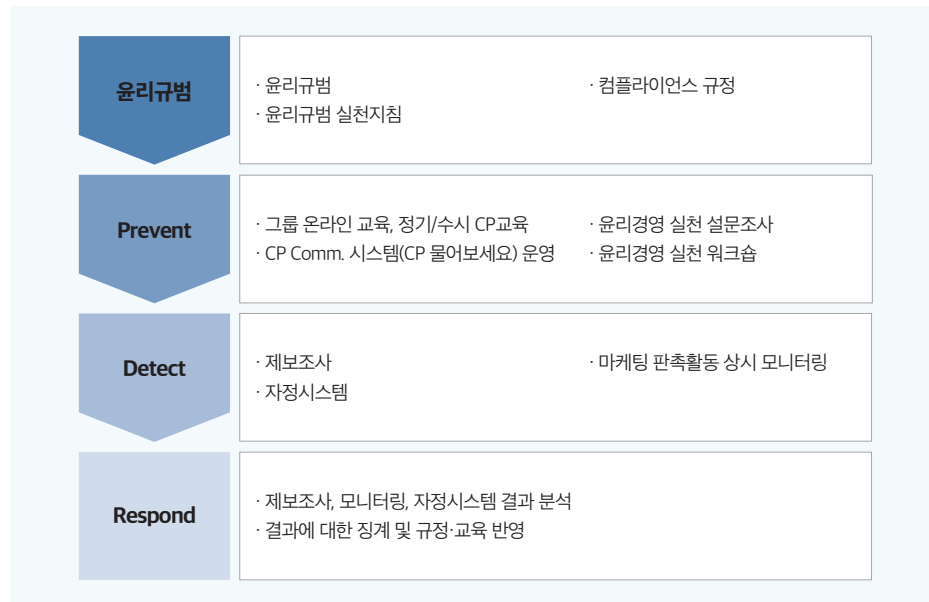 윤리규범
· 윤리규범
· 윤리규범 실천지침
· 컴플라이언스 규정
Prevent
· 그룹 온라인 교육, 정기/수시 CP교육
· CP Comm. 시스템(CP 물어보세요) 운영
· 윤리경영 실천 설문조사
· 윤리경영 실천 워크숍
Detect
· 제보조사
· 자정시스템
· 마케팅 판촉활동 상시 모니터링
Respond
· 제보조사, 모니터링, 자정시스템 결과 분석
· 결과에 대한 징계 및 규정·교육 반영